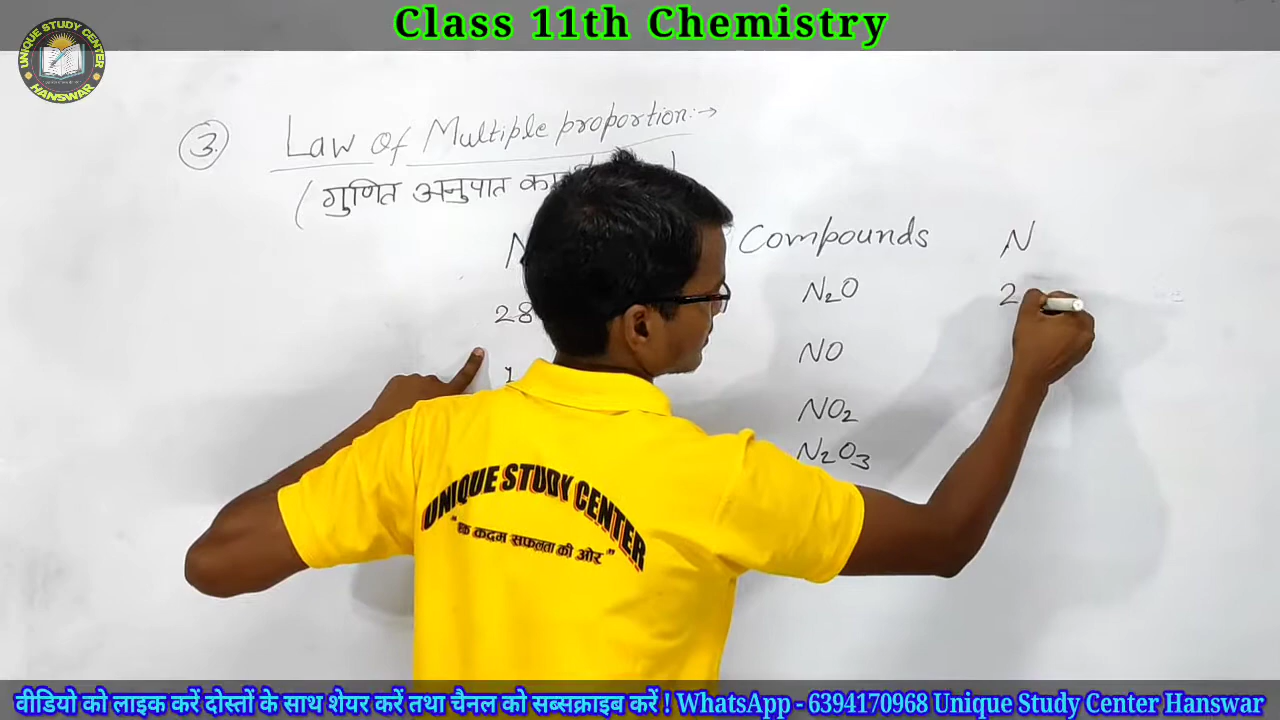 Class 11th Chemistry
UNIQUE STUDY CENTER
HANSWAR
3. Law of Multiple proportion:→
( गुणित अनुपात का )
N Compounds N
28 N₂O 2
1 NO
NO₂
N₂O₃
UNIQUE STUDY CENTER
"एक कदम सफलता की ओर"
वीडियो को लाइक करें दोस्तों के साथ शेयर करें तथा चैनल को सब्सक्राइब करें ! WhatsApp - 6394170968 Unique Study Center Hanswar